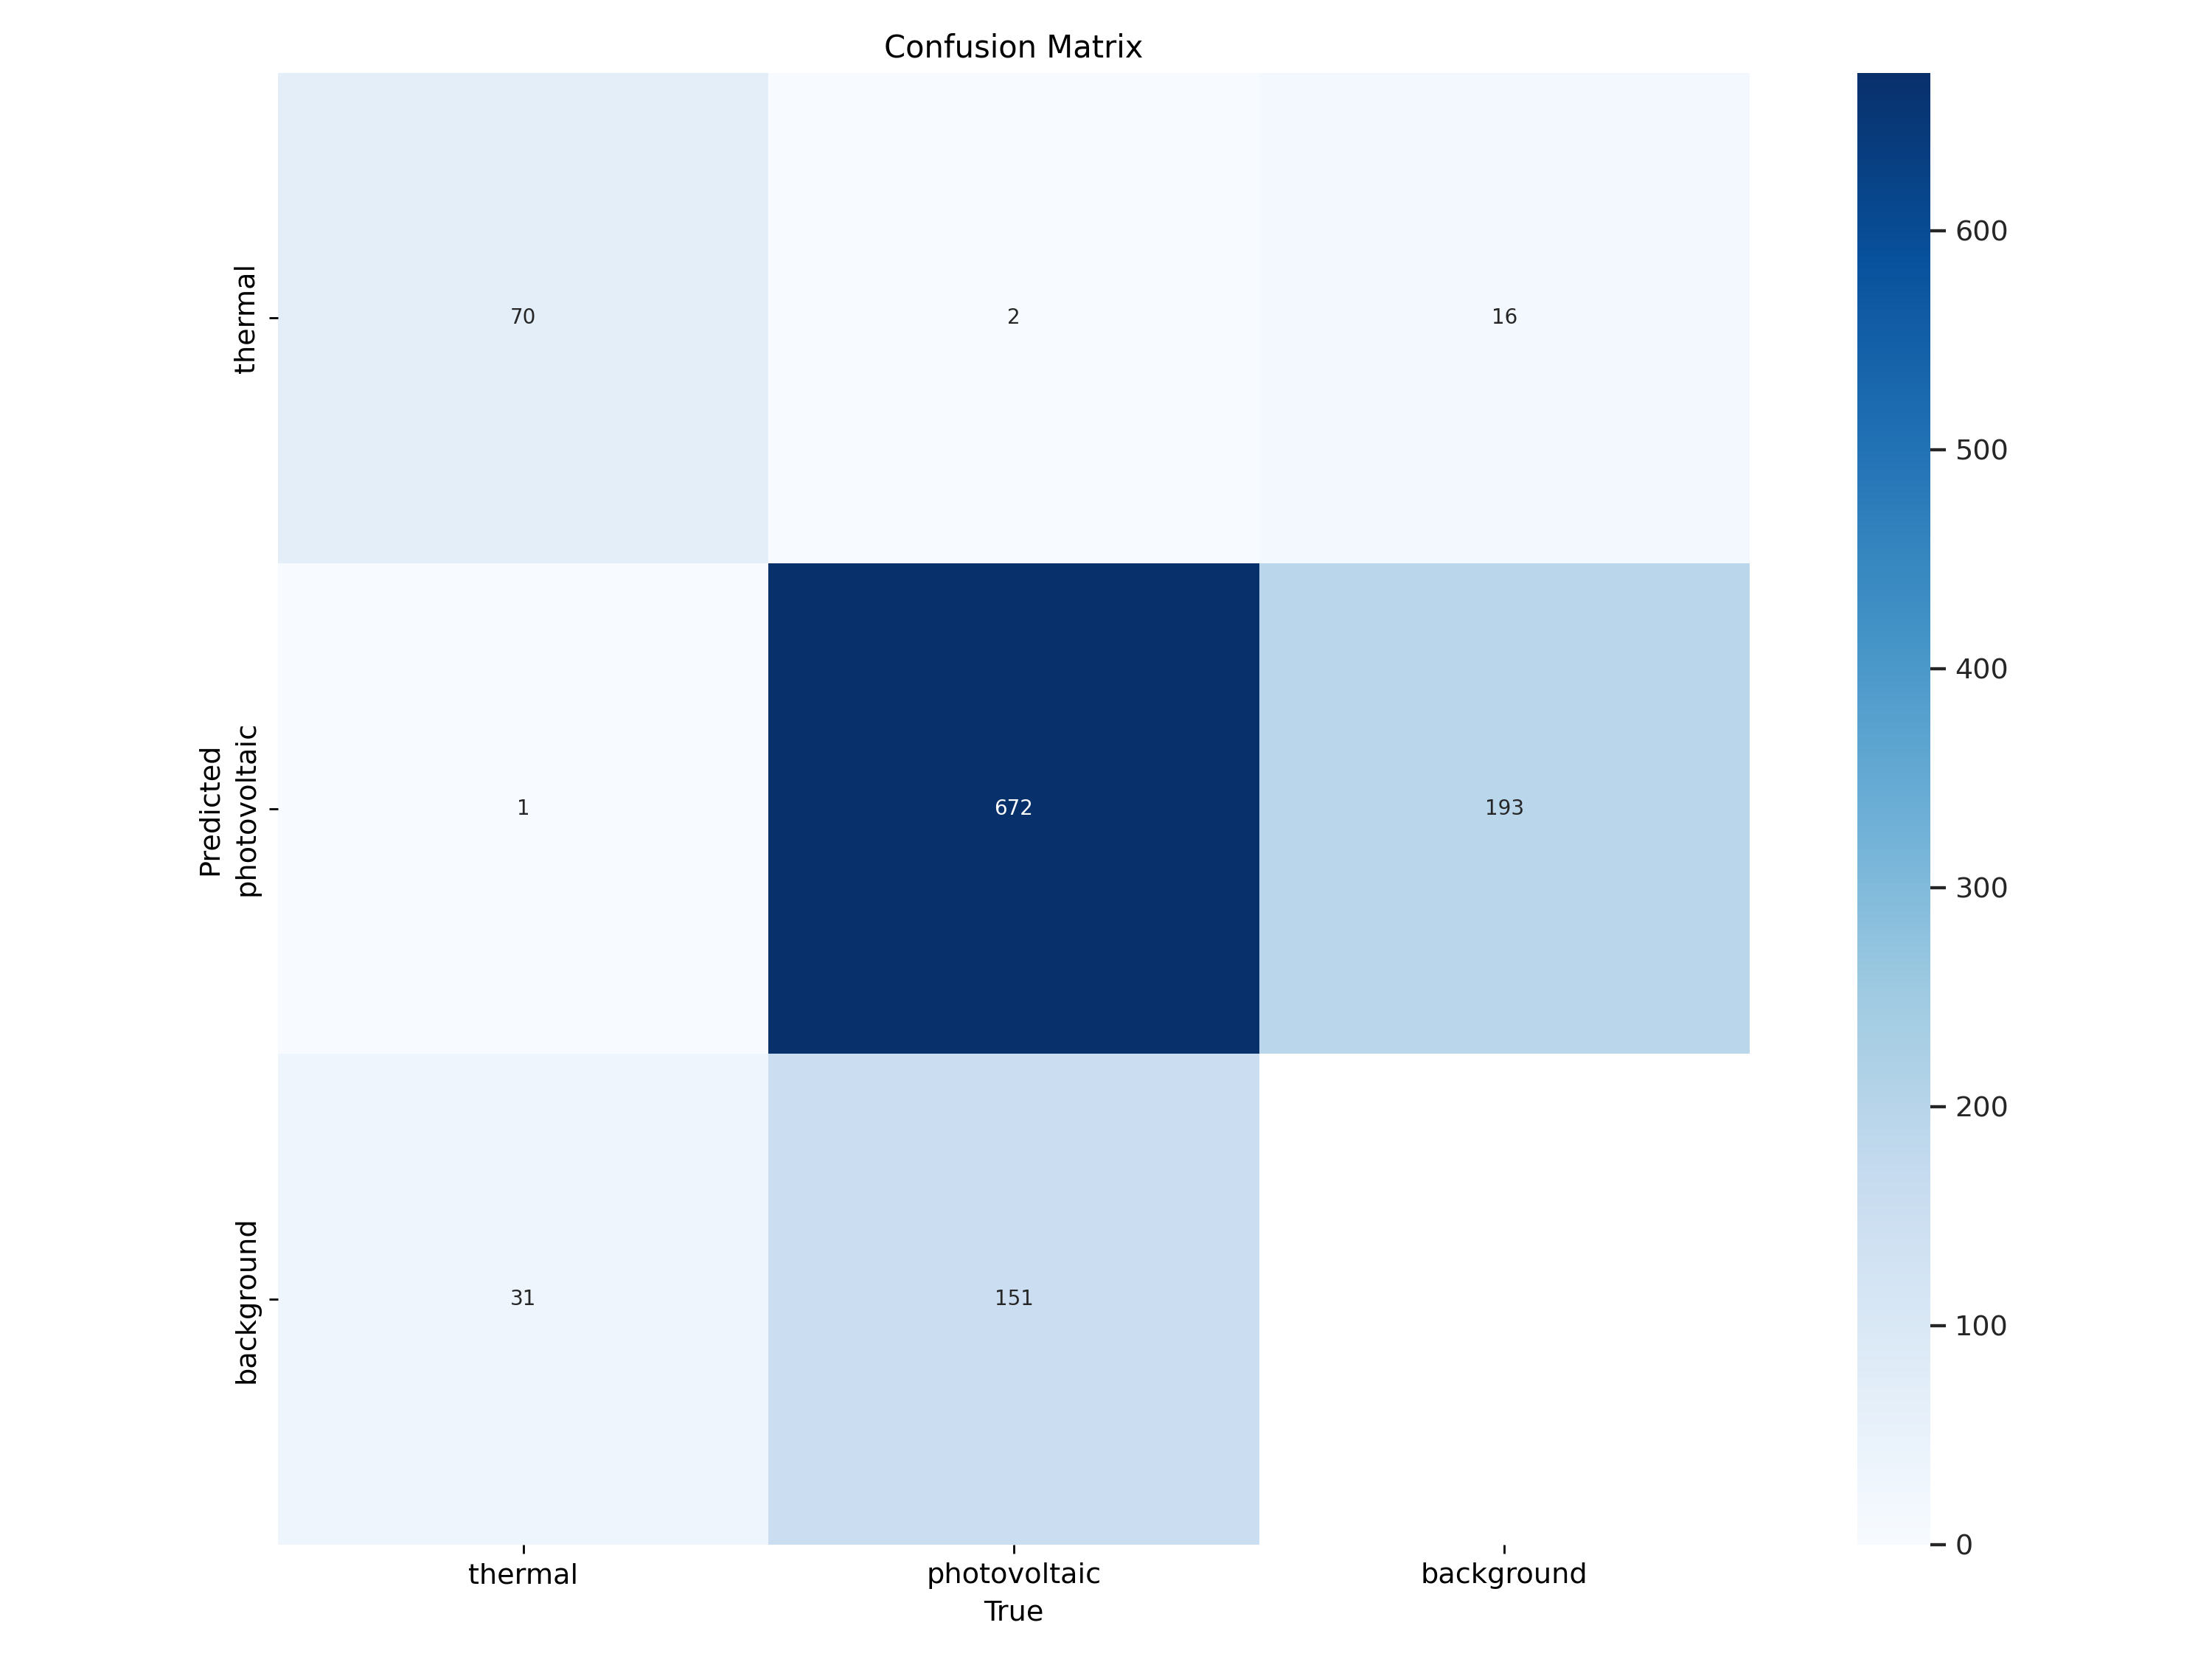 Confusion Matrix
thermal
70
2
16
600
500
400
Predicted
photovoltaic
1
672
193
300
200
background
31
151
100
0
thermal
photovoltaic
background
True